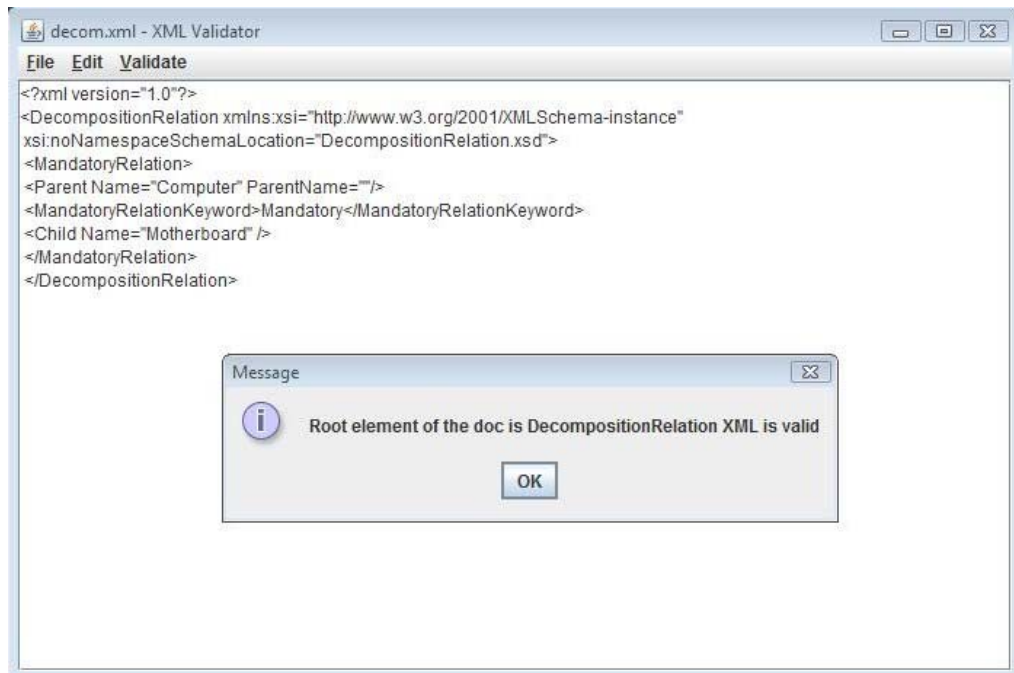 decom.xml - XML Validator
File Edit Validate
<?xml version="1.0"?>
<DecompositionRelation xmlns:xsi="http://www.w3.org/2001/XMLSchema-instance"
xsi:noNamespaceSchemaLocation="DecompositionRelation.xsd">
<MandatoryRelation>
<Parent Name="Computer" ParentName=""/>
<MandatoryRelationKeyword>Mandatory</MandatoryRelationKeyword>
<Child Name="Motherboard" />
</MandatoryRelation>
</DecompositionRelation>
Message
Root element of the doc is DecompositionRelation XML is valid
OK